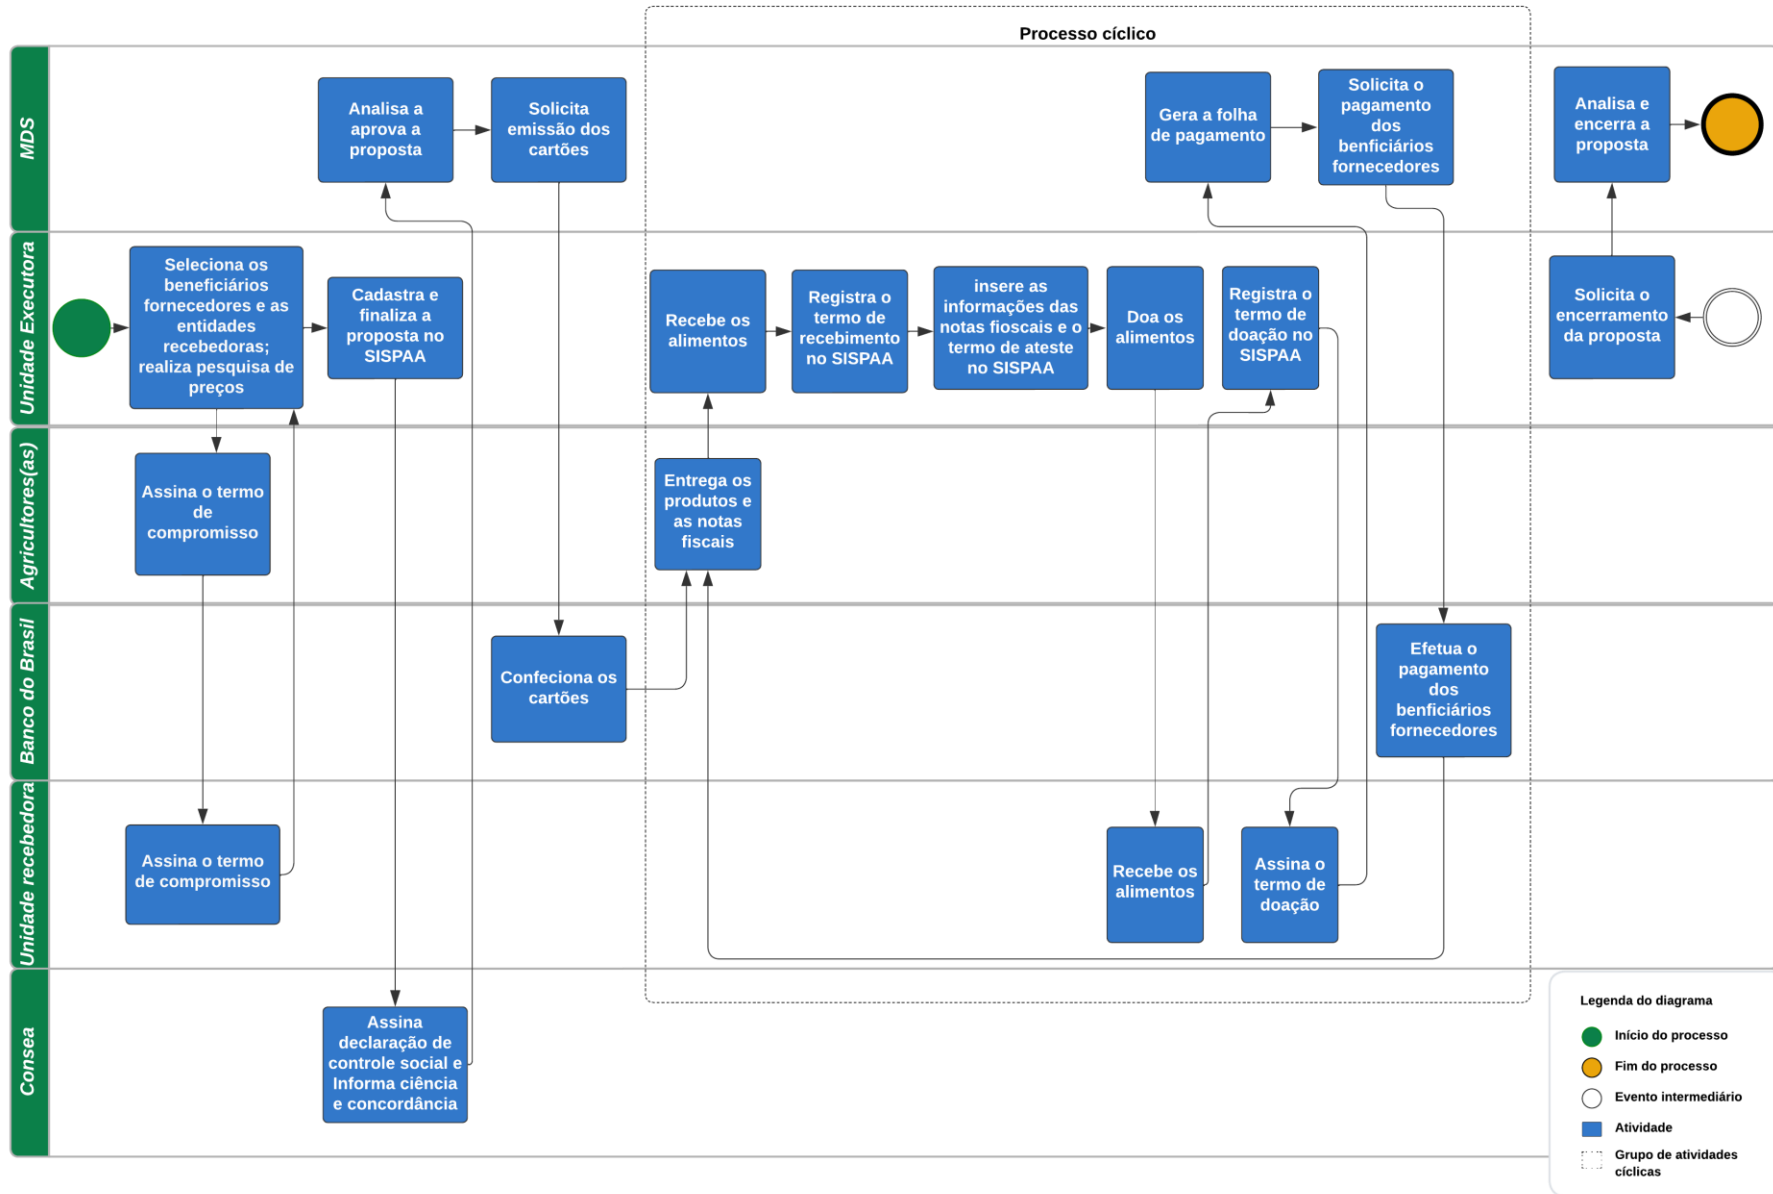 Processo cíclico
MDS
Analisa a
aprova a
proposta
Solicita
emissão dos
cartões
Gera a folha
de pagamento
Solicita o
pagamento
dos
benficiários
fornecedores
Analisa e
encerra a
proposta
Unidade Executora
Seleciona os
beneficiários
fornecedores e as
entidades
recebedoras;
realiza pesquisa de
preços
Cadastra e
finaliza a
proposta no
SISPAA
Recebe os
alimentos
Registra o
termo de
recebimento
no SISPAA
insere as
informações das
notas fioscais e o
termo de ateste
no SISPAA
Doa os
alimentos
Registra o
termo de
doação no
SISPAA
Solicita o
encerramento
da proposta
Agricultores(as)
Assina o termo
de
compromisso
Entrega os
produtos e
as notas
fiscais
Banco do Brasil
Confeciona os
cartões
Efetua o
pagamento
dos
benficiários
fornecedores
Unidade recebedora
Assina o termo
de compromisso
Recebe os
alimentos
Assina o
termo de
doação
Consea
Assina
declaração de
controle social e
Informa ciência
e concordância
Legenda do diagrama
Início do processo
Fim do processo
Evento intermediário
Atividade
Grupo de atividades
cíclicas